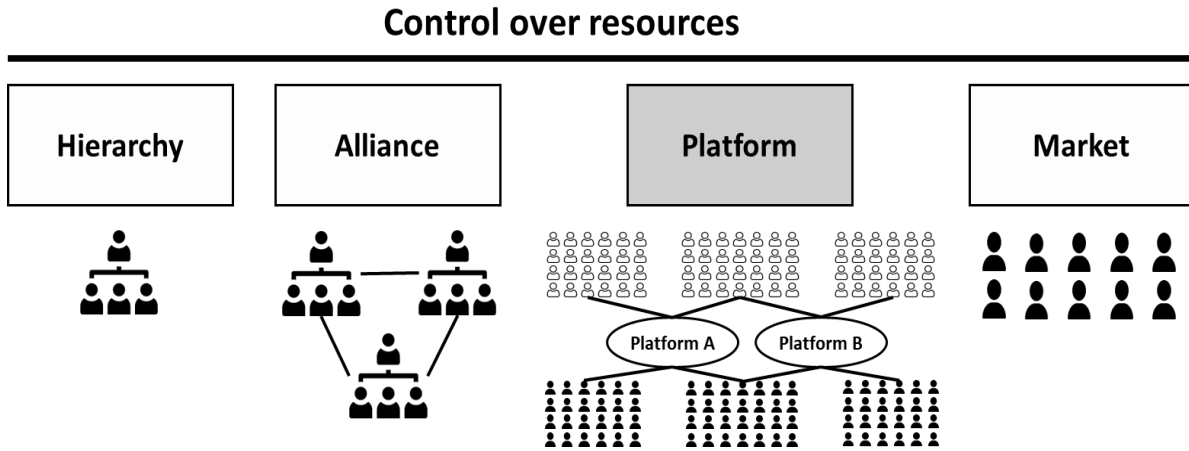 Control over resources
Hierarchy
Alliance
Platform
Market
Platform A
Platform B